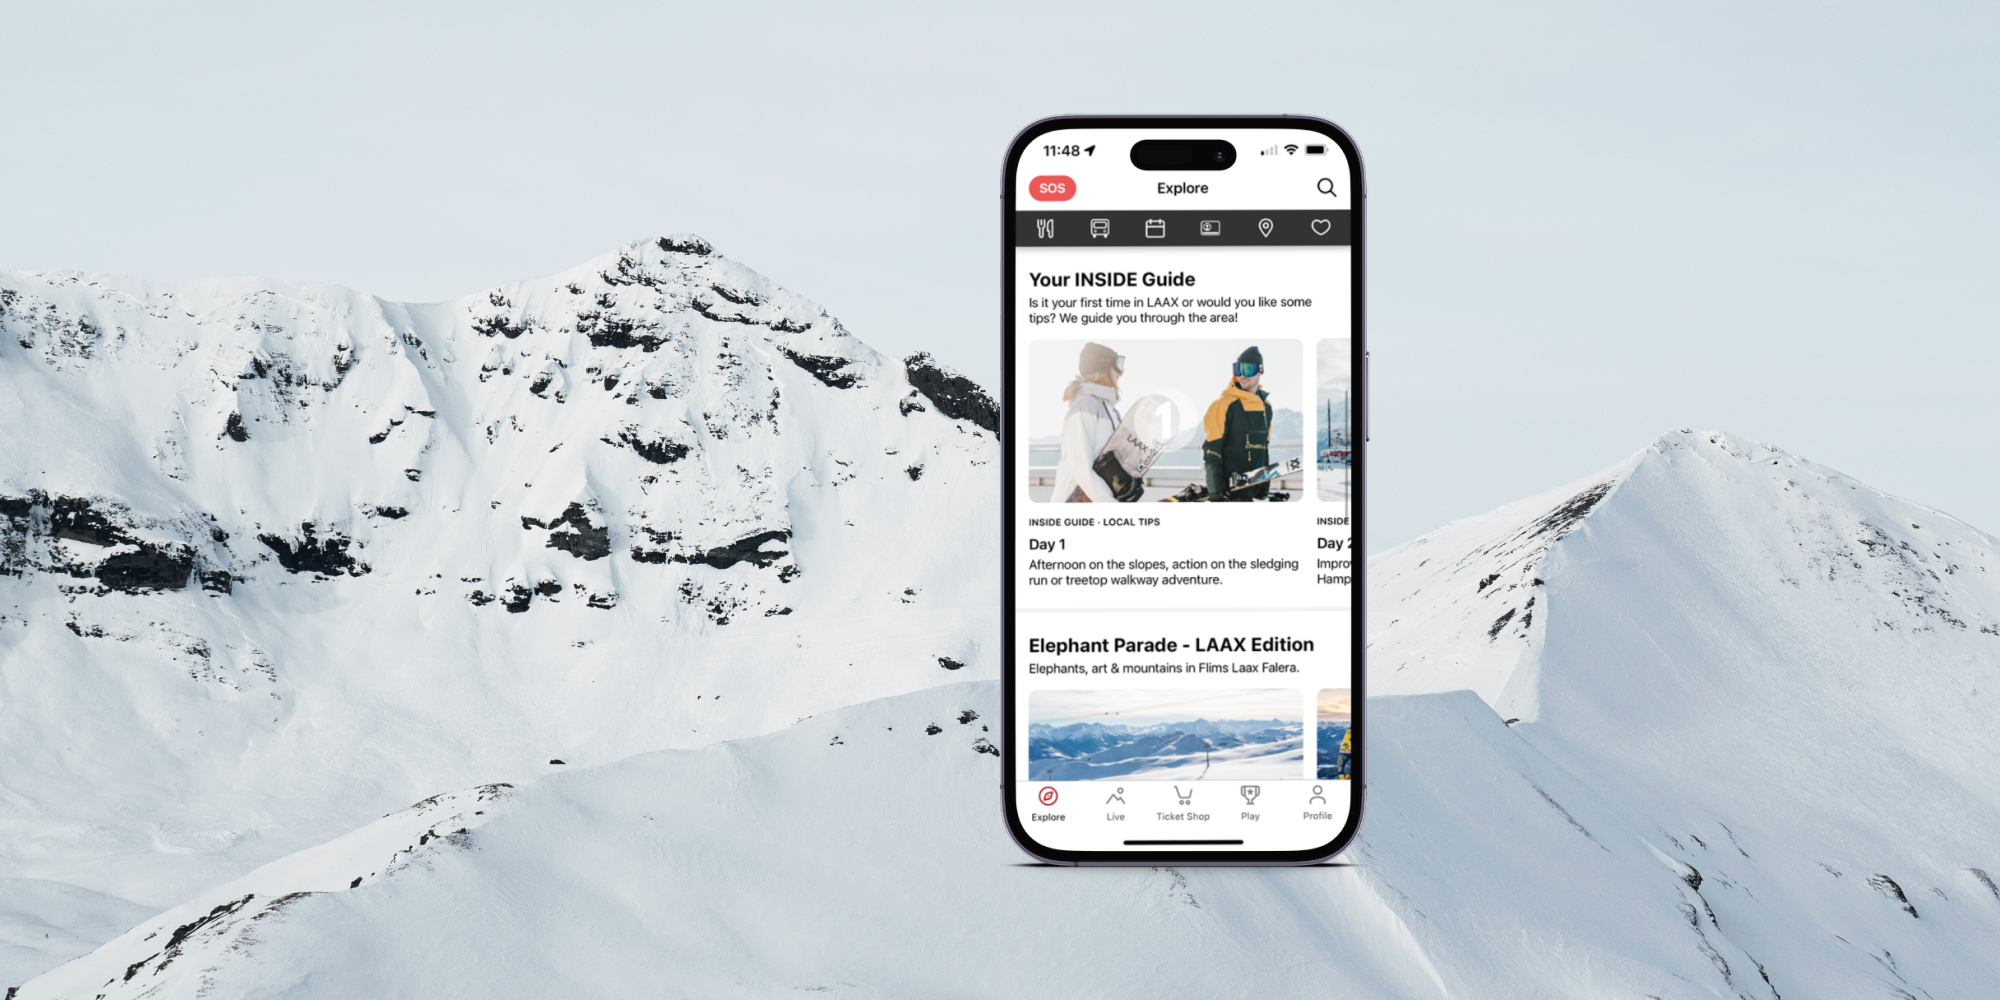 11:48
SOS
Explore
Your INSIDE Guide
Is it your first time in LAAX or would you like some
tips? We guide you through the area!
1
LAAX
INSIDE GUIDE · LOCAL TIPS
Day 1
Afternoon on the slopes, action on the sledging
run or treetop walkway adventure.
INSIDE
Day 2
Impro
Hamp
Elephant Parade - LAAX Edition
Elephants, art & mountains in Flims Laax Falera.
Explore
Live
Ticket Shop
Play
Profile